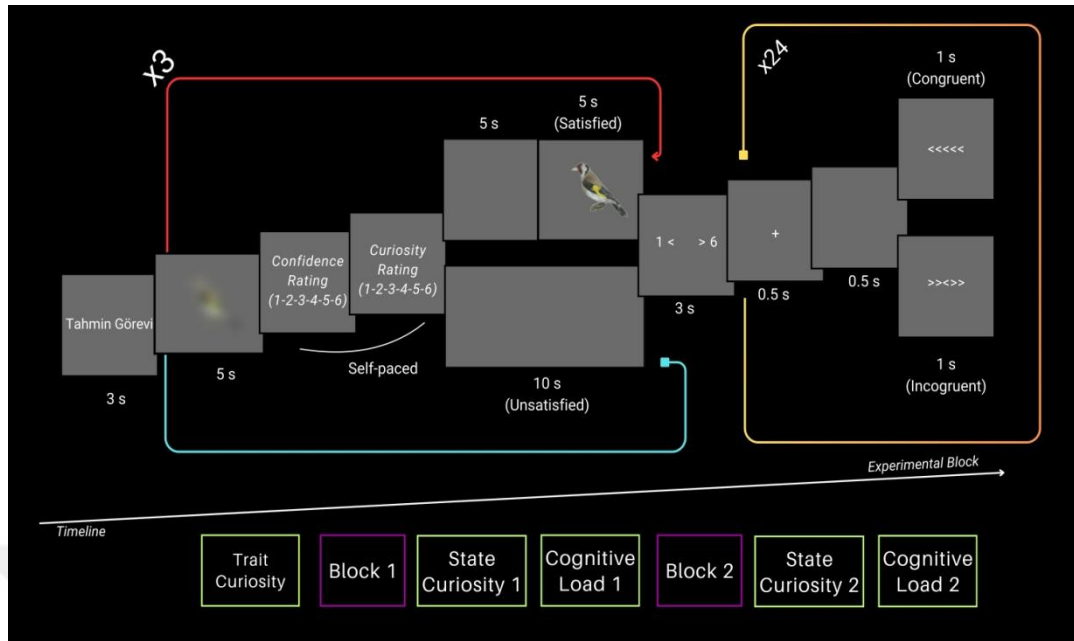 x3
x24
1 s
(Congruent)
5 s
5 s
(Satisfied)
<<<<<
Confidence
Rating
(1-2-3-4-5-6)
Curiosity
Rating
(1-2-3-4-5-6)
1 <     > 6
+
Tahmin Görevi
>><>>
3 s
5 s
Self-paced
10 s
(Unsatisfied)
3 s
0.5 s
0.5 s
1 s
(Incogruent)
Experimental Block
Timeline
Trait
Curiosity
Block 1
State
Curiosity 1
Cognitive
Load 1
Block 2
State
Curiosity 2
Cognitive
Load 2